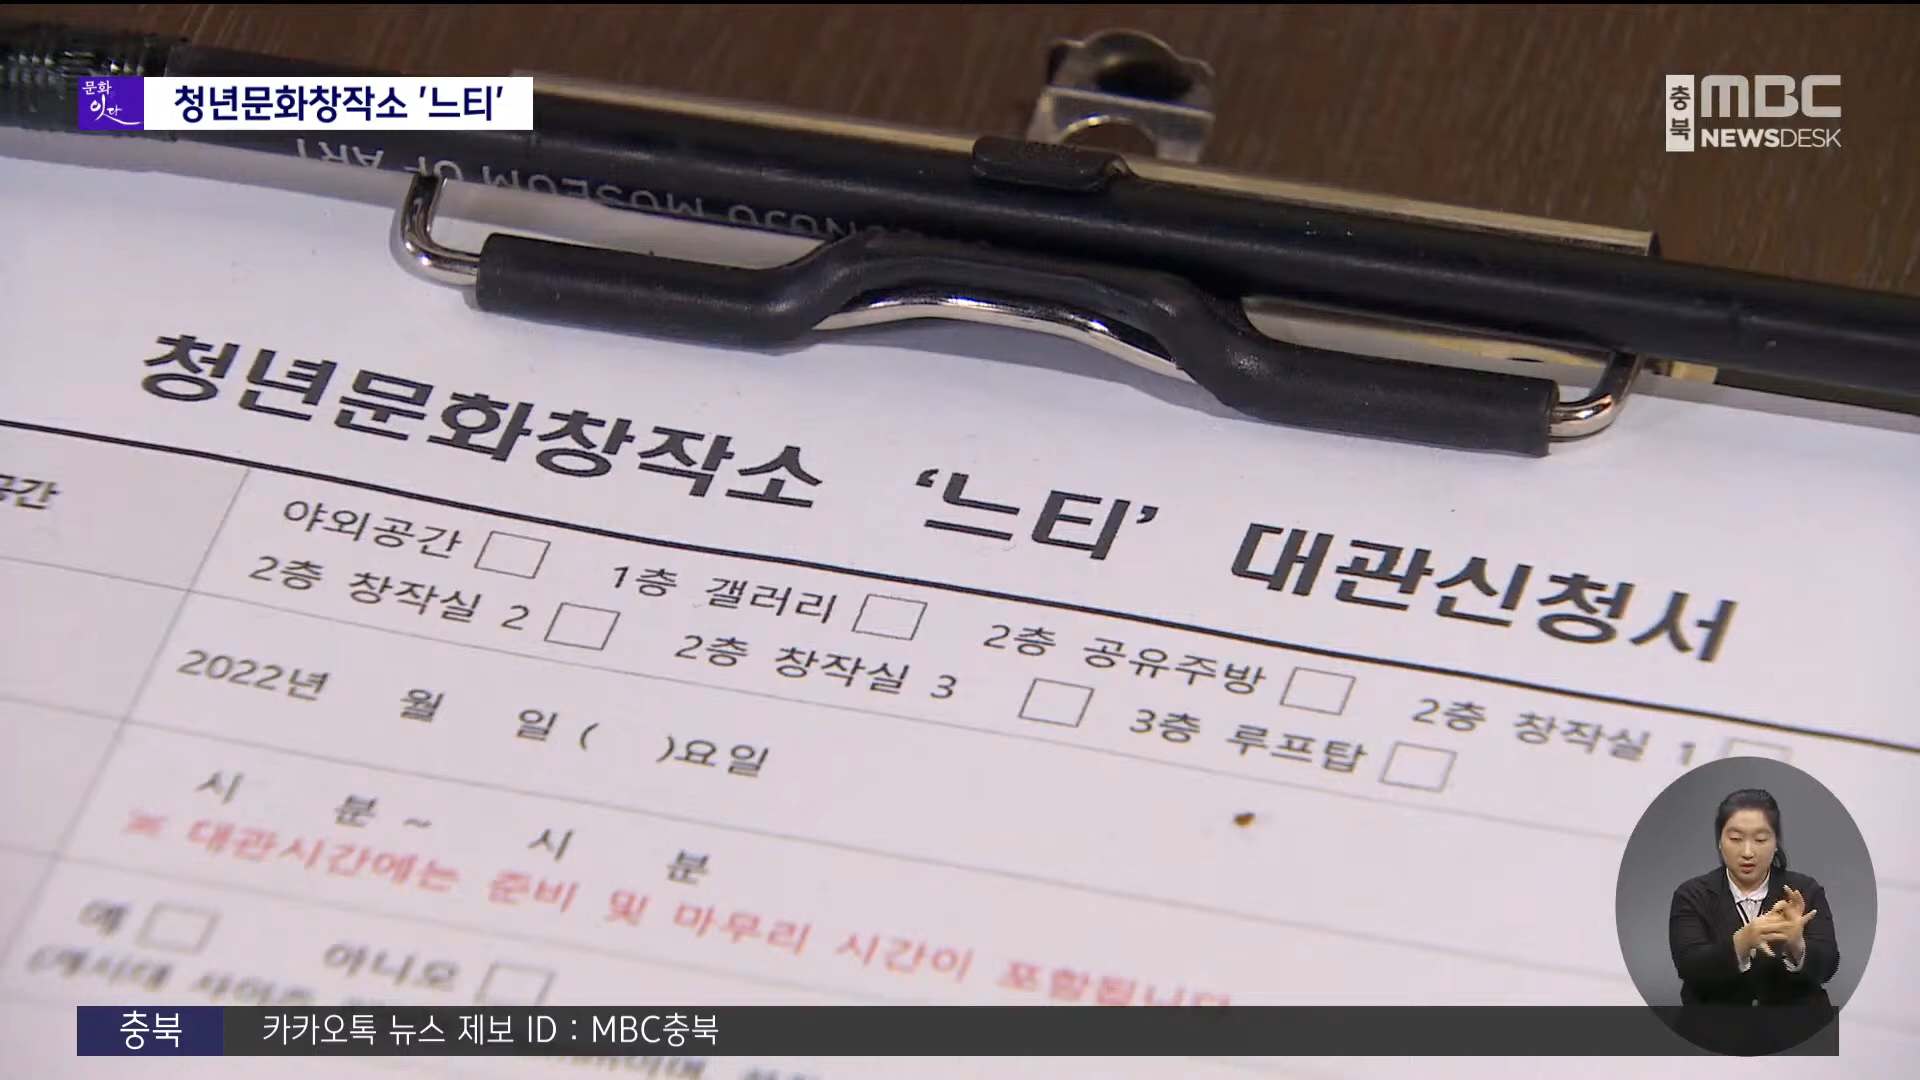 문화
잇다
청년문화창작소 '느티'
충북
MBC
NEWSDESK
MUSEUM OF ART
청년문화창작소 ‘느티’ 대관신청서
공간
야외공간 □ 1층 갤러리 □ 2층 공유주방 □ 2층 창작실 1 □
2층 창작실 2 □ 2층 창작실 3 □ 3층 루프탑 □
2022년 월 일 ( )요일
시 분 ~ 시 분
※ 대관시간에는 준비 및 마무리 시간이 포함됩니다
예 □ 아니오 □
충북
카카오톡 뉴스 제보 ID : MBC충북